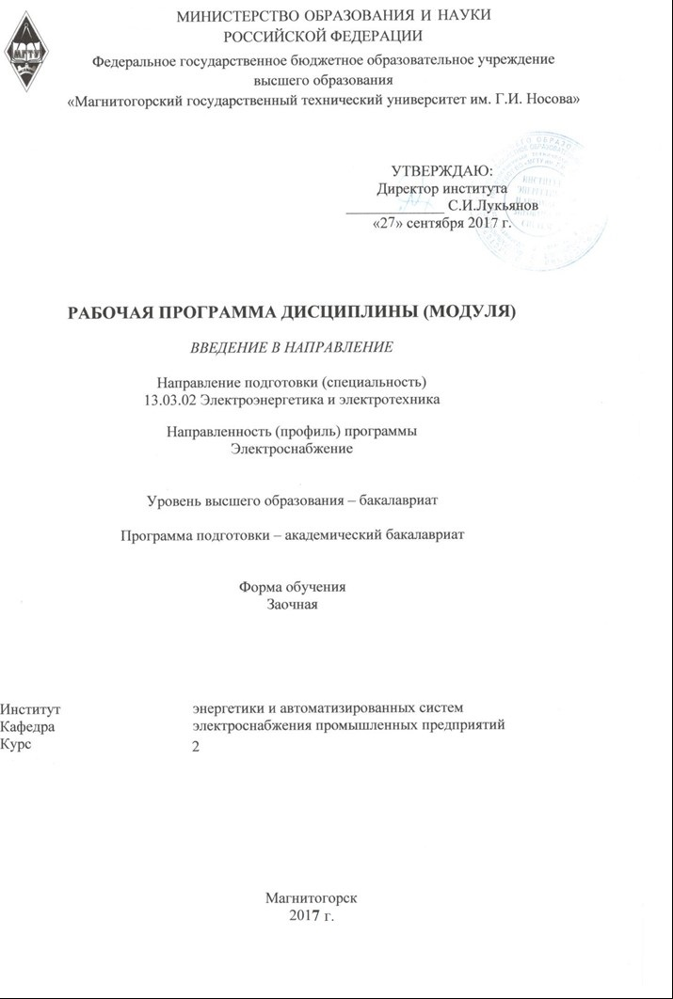 МИНИСТЕРСТВО ОБРАЗОВАНИЯ И НАУКИ
РОССИЙСКОЙ ФЕДЕРАЦИИ
Федеральное государственное бюджетное образовательное учреждение
высшего образования
«Магнитогорский государственный технический университет им. Г.И. Носова»
УТВЕРЖДАЮ:
Директор института
_____________ С.И.Лукьянов
«27» сентября 2017 г.
РАБОЧАЯ ПРОГРАММА ДИСЦИПЛИНЫ (МОДУЛЯ)
ВВЕДЕНИЕ В НАПРАВЛЕНИЕ
Направление подготовки (специальность)
13.03.02 Электроэнергетика и электротехника
Направленность (профиль) программы
Электроснабжение
Уровень высшего образования – бакалавриат
Программа подготовки – академический бакалавриат
Форма обучения
Заочная
Институт энергетики и автоматизированных систем
Кафедра электроснабжения промышленных предприятий
Курс 2
Магнитогорск
2017 г.